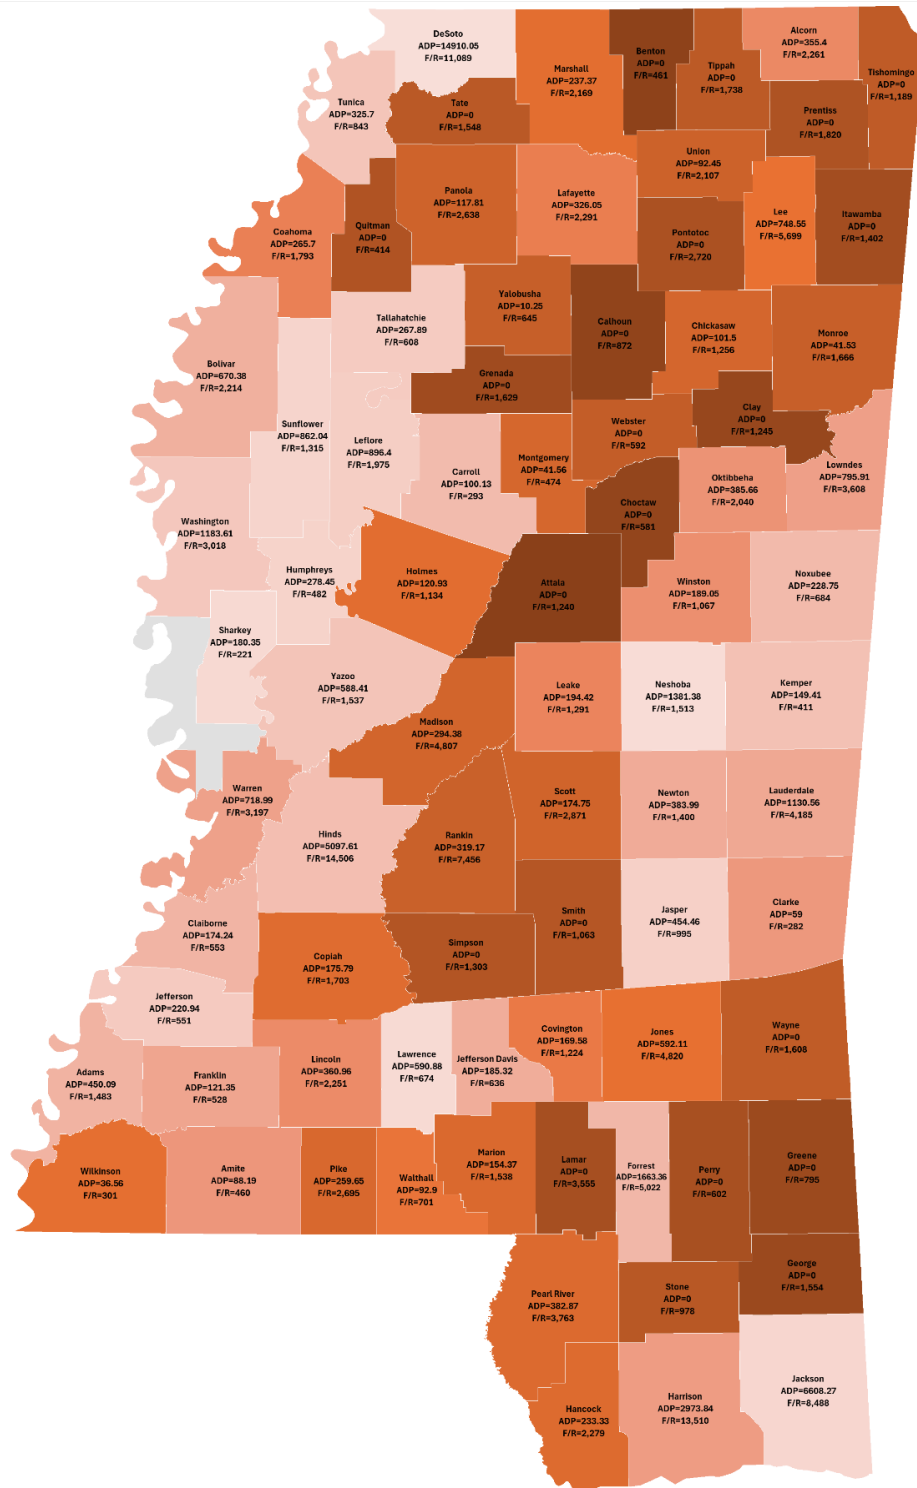 DeSoto
ADP=14910.05
F/R=11,089
Marshall
ADP=237.37
F/R=2,169
Benton
ADP=0
F/R=461
Tippah
ADP=0
F/R=1,738
Alcorn
ADP=355.4
F/R=2,261
Tishomingo
ADP=0
F/R=1,189
Tunica
ADP=325.7
F/R=843
Tate
ADP=0
F/R=1,548
Prentiss
ADP=0
F/R=1,820
Union
ADP=92.45
F/R=2,107
Panola
ADP=117.81
F/R=2,638
Lafayette
ADP=326.05
F/R=2,291
Coahoma
ADP=265.7
F/R=1,793
Quitman
ADP=0
F/R=414
Pontotoc
ADP=0
F/R=2,720
Lee
ADP=748.55
F/R=5,699
Itawamba
ADP=0
F/R=1,402
Tallahatchie
ADP=267.89
F/R=608
Yalobusha
ADP=10.25
F/R=645
Calhoun
ADP=0
F/R=872
Chickasaw
ADP=101.5
F/R=1,256
Monroe
ADP=41.53
F/R=1,666
Bolivar
ADP=670.38
F/R=2,214
Grenada
ADP=0
F/R=1,629
Sunflower
ADP=862.04
F/R=1,315
Leflore
ADP=896.4
F/R=1,975
Webster
ADP=0
F/R=592
Clay
ADP=0
F/R=1,245
Carroll
ADP=100.13
F/R=293
Montgomery
ADP=41.56
F/R=474
Oktibbeha
ADP=385.66
F/R=2,040
Lowndes
ADP=795.91
F/R=3,608
Washington
ADP=1183.61
F/R=3,018
Choctaw
ADP=0
F/R=581
Humphreys
ADP=278.45
F/R=482
Holmes
ADP=120.93
F/R=1,134
Attala
ADP=0
F/R=1,240
Winston
ADP=189.05
F/R=1,067
Noxubee
ADP=228.75
F/R=684
Sharkey
ADP=180.35
F/R=221
Yazoo
ADP=588.41
F/R=1,537
Leake
ADP=194.42
F/R=1,291
Neshoba
ADP=1381.38
F/R=1,513
Kemper
ADP=149.41
F/R=411
Madison
ADP=294.38
F/R=4,807
Warren
ADP=718.99
F/R=3,197
Scott
ADP=174.75
F/R=2,871
Newton
ADP=383.99
F/R=1,400
Lauderdale
ADP=1130.56
F/R=4,185
Hinds
ADP=5097.61
F/R=14,506
Rankin
ADP=319.17
F/R=7,456
Claiborne
ADP=174.24
F/R=553
Smith
ADP=0
F/R=1,063
Jasper
ADP=454.46
F/R=995
Clarke
ADP=59
F/R=282
Copiah
ADP=175.79
F/R=1,703
Simpson
ADP=0
F/R=1,303
Jefferson
ADP=220.94
F/R=551
Adams
ADP=450.09
F/R=1,483
Franklin
ADP=121.35
F/R=528
Lincoln
ADP=360.96
F/R=2,251
Lawrence
ADP=590.88
F/R=674
Jefferson Davis
ADP=185.32
F/R=636
Covington
ADP=169.58
F/R=1,224
Jones
ADP=592.11
F/R=4,820
Wayne
ADP=0
F/R=1,608
Wilkinson
ADP=36.56
F/R=301
Amite
ADP=88.19
F/R=460
Pike
ADP=259.65
F/R=2,695
Walthall
ADP=92.9
F/R=701
Marion
ADP=154.37
F/R=1,538
Lamar
ADP=0
F/R=3,555
Forrest
ADP=1663.36
F/R=5,022
Perry
ADP=0
F/R=602
Greene
ADP=0
F/R=795
George
ADP=0
F/R=1,554
Pearl River
ADP=382.87
F/R=3,763
Stone
ADP=0
F/R=978
Hancock
ADP=233.33
F/R=2,279
Harrison
ADP=2973.84
F/R=13,510
Jackson
ADP=6608.27
F/R=8,488